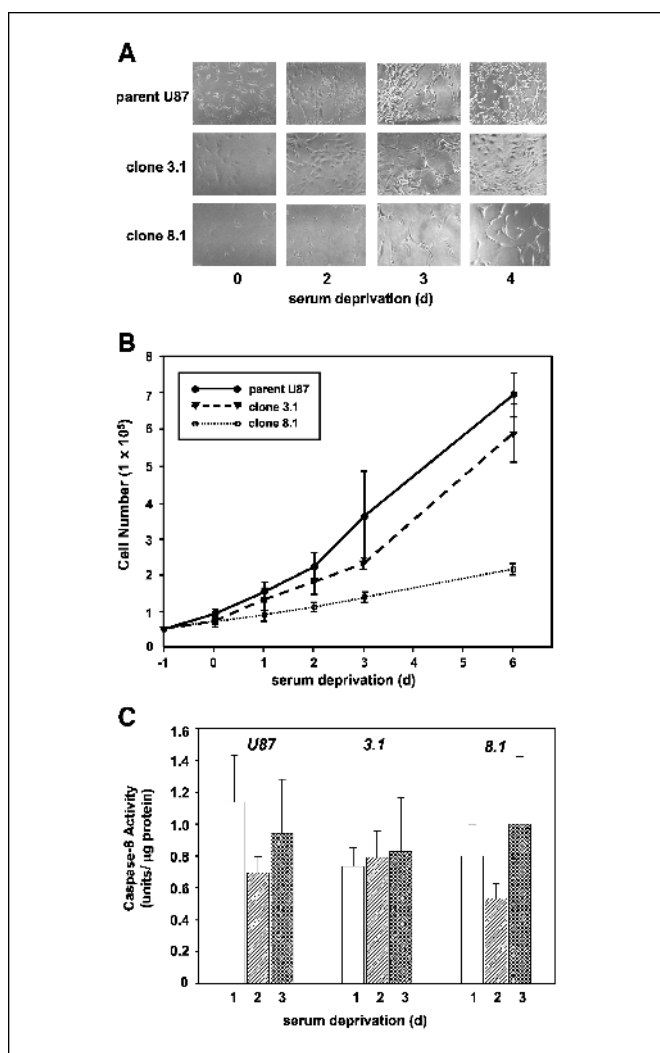 A
parent U87
clone 3.1
clone 8.1
0 2 3 4
serum deprivation (d)
B
8
7
6
5
4
3
2
1
0
Cell Number (1 x 10⁵)
parent U87
clone 3.1
clone 8.1
-1 0 1 2 3 4 5 6
serum deprivation (d)
C
1.6
1.4
1.2
1.0
0.8
0.6
0.4
0.2
0
Caspase-8 Activity
(units/ µg protein)
U87 3.1 8.1
1 2 3 1 2 3 1 2 3
serum deprivation (d)